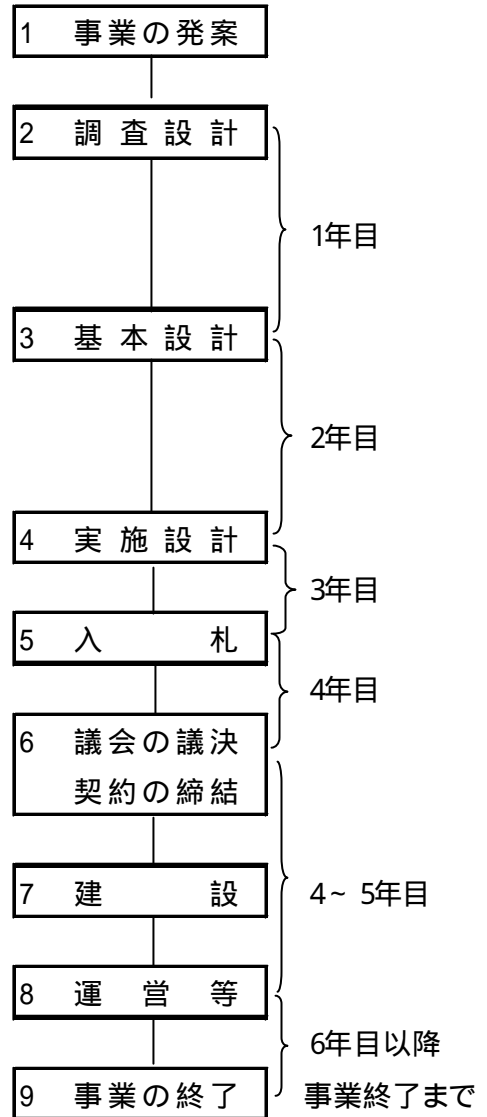 1 事業の発案
2 調査設計
1年目
3 基本設計
2年目
4 実施設計
3年目
5 入札
4年目
6 議会の議決
契約の締結
7 建設
4~ 5年目
8 運営等
6年目以降
9 事業の終了 事業終了まで